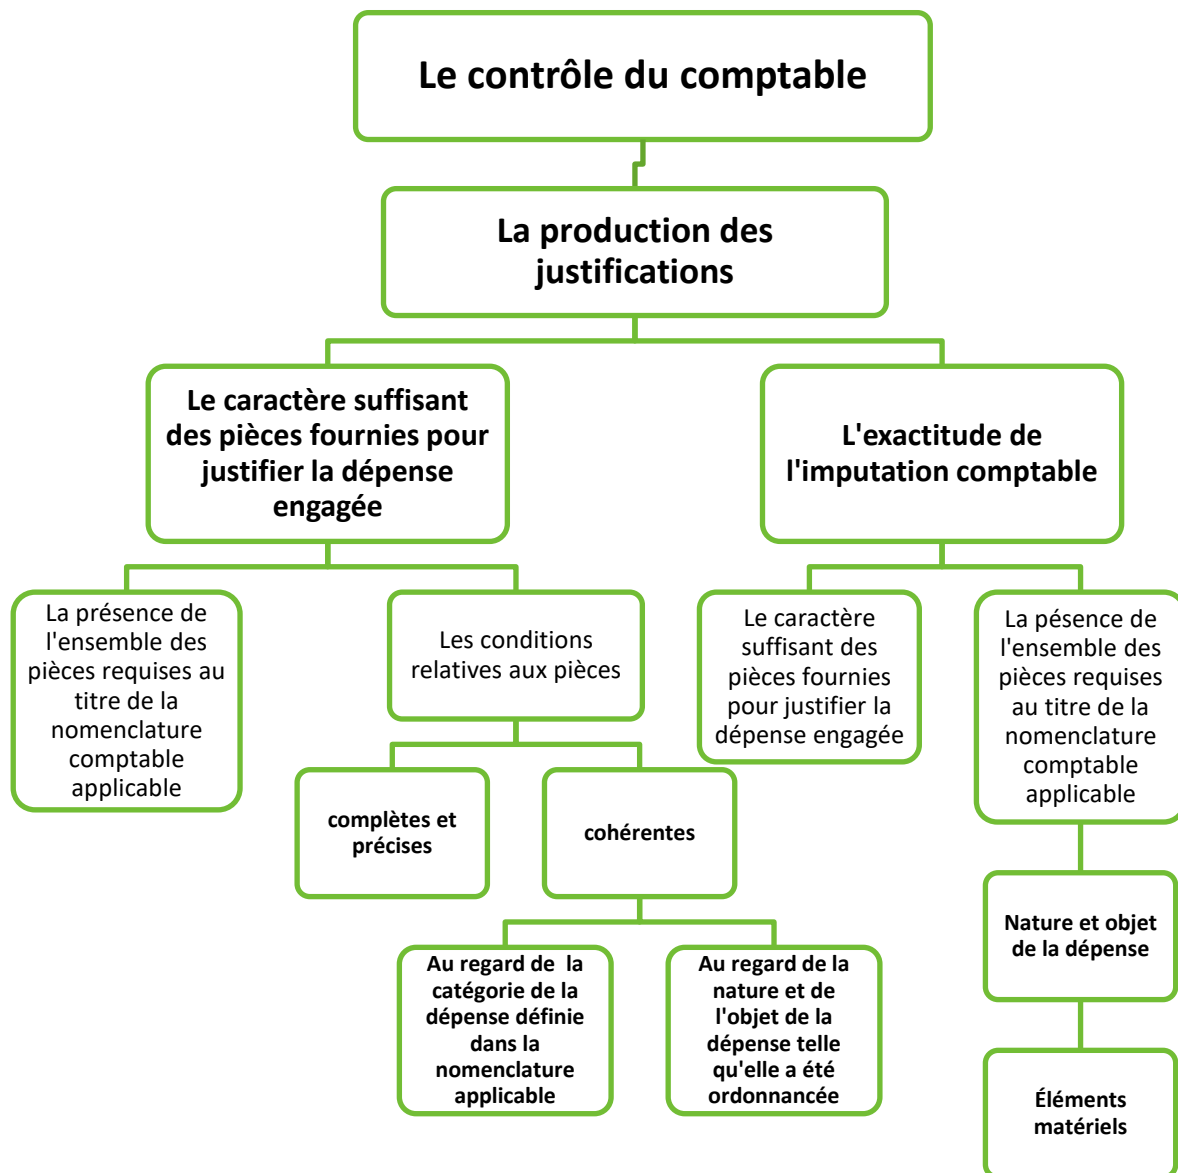 Le contrôle du comptable
La production des
justifications
Le caractère suffisant
des pièces fournies pour
justifier la dépense
engagée
L'exactitude de
l'imputation comptable
La présence de
l'ensemble des
pièces requises au
titre de la
nomenclature
comptable
applicable
Les conditions
relatives aux pièces
Le caractère
suffisant des
pièces fournies
pour justifier la
dépense engagée
La pésence de
l'ensemble des
pièces requises
au titre de la
nomenclature
comptable
applicable
complètes et
précises
cohérentes
Nature et objet
de la dépense
Au regard de la
catégorie de la
dépense définie
dans la
nomenclature
applicable
Au regard de la
nature et de
l'objet de la
dépense telle
qu'elle a été
ordonnancée
Éléments
matériels